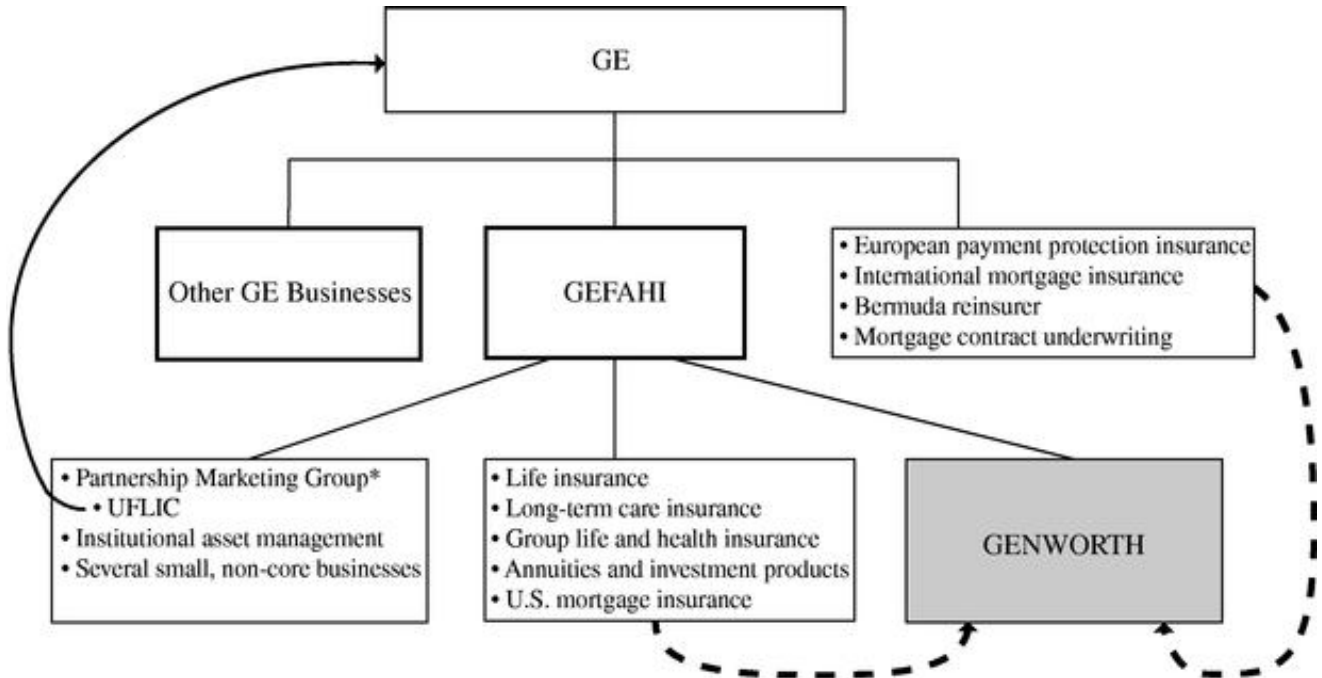 GE
Other GE Businesses
GEFAHI
• European payment protection insurance
• International mortgage insurance
• Bermuda reinsurer
• Mortgage contract underwriting
• Partnership Marketing Group*
• UFLIC
• Institutional asset management
• Several small, non-core businesses
• Life insurance
• Long-term care insurance
• Group life and health insurance
• Annuities and investment products
• U.S. mortgage insurance
GENWORTH